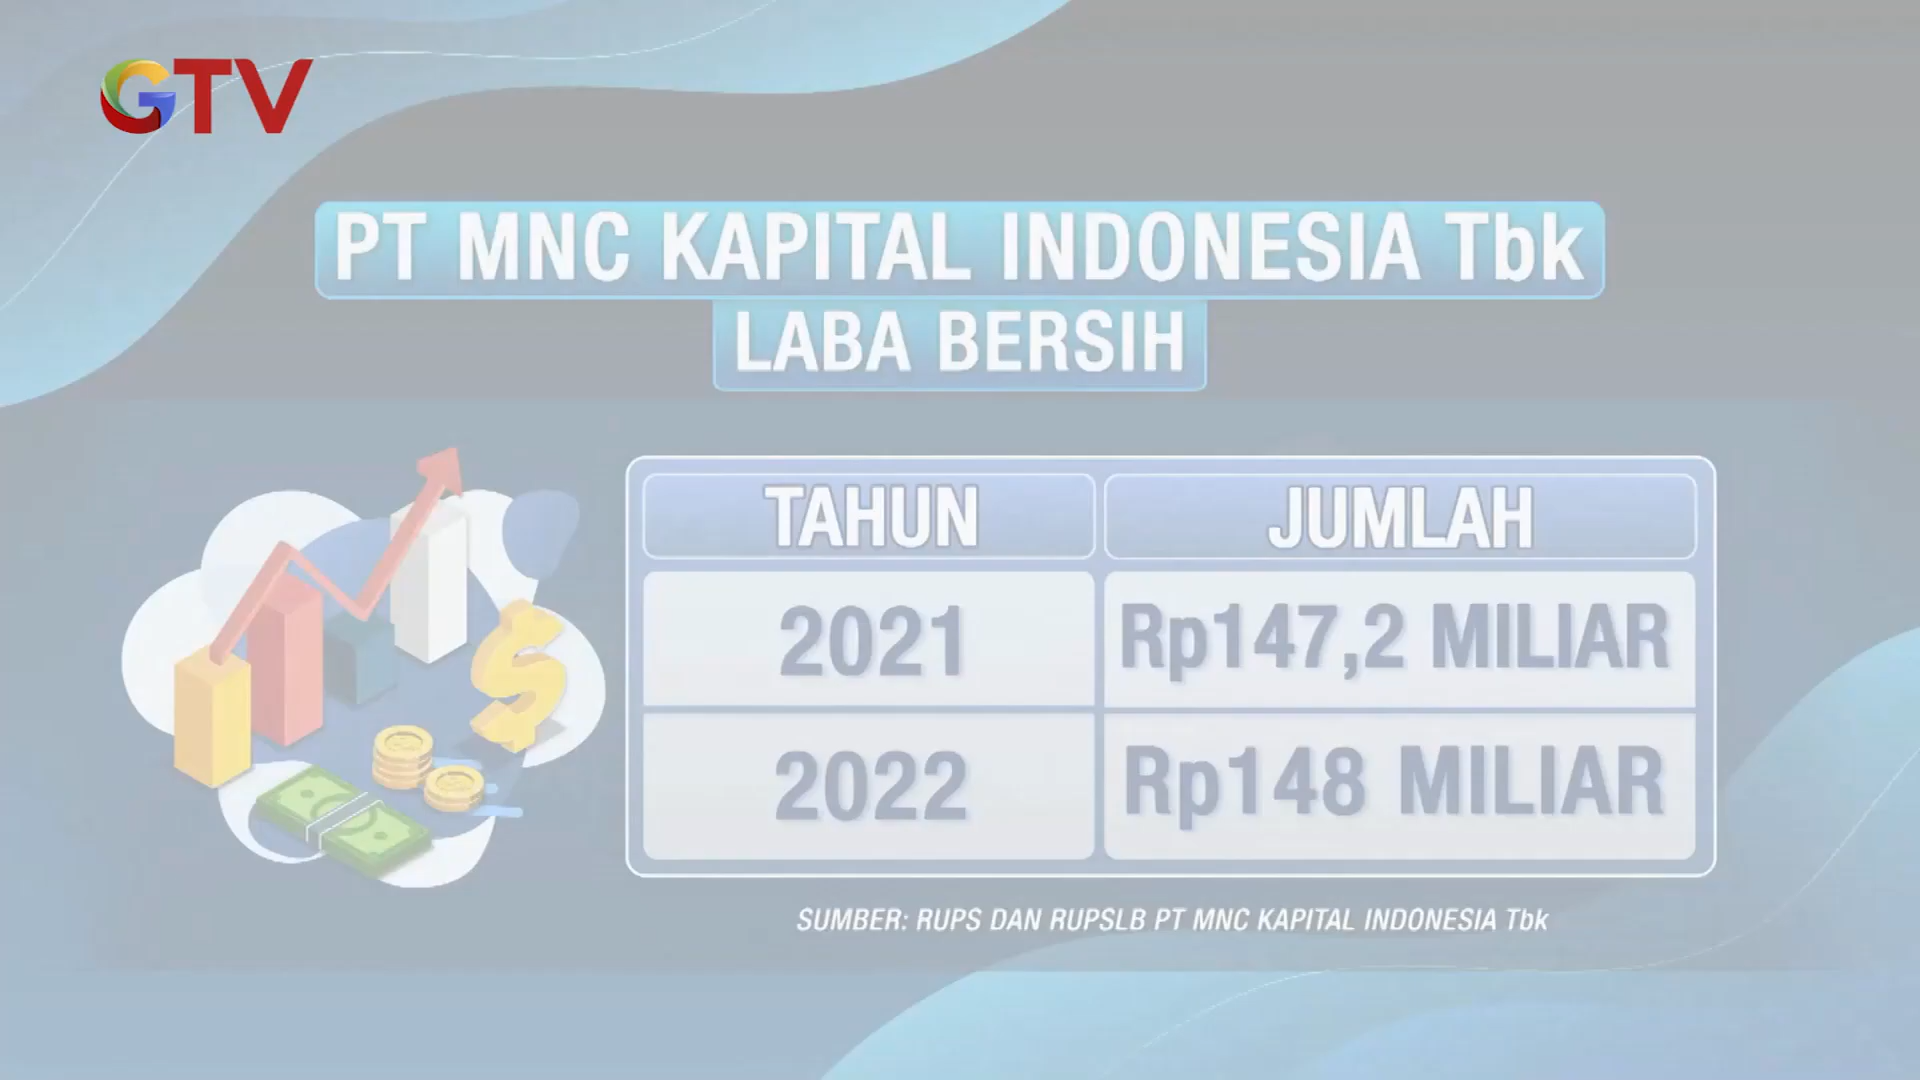 GTV
PT MNC KAPITAL INDONESIA Tbk
LABA BERSIH
TAHUN JUMLAH
2021 Rp147,2 MILIAR
2022 Rp148 MILIAR
SUMBER: RUPS DAN RUPSLB PT MNC KAPITAL INDONESIA Tbk